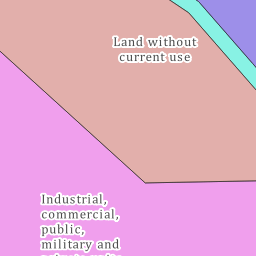 Land without
current use
Industrial,
commercial,
public,
military and